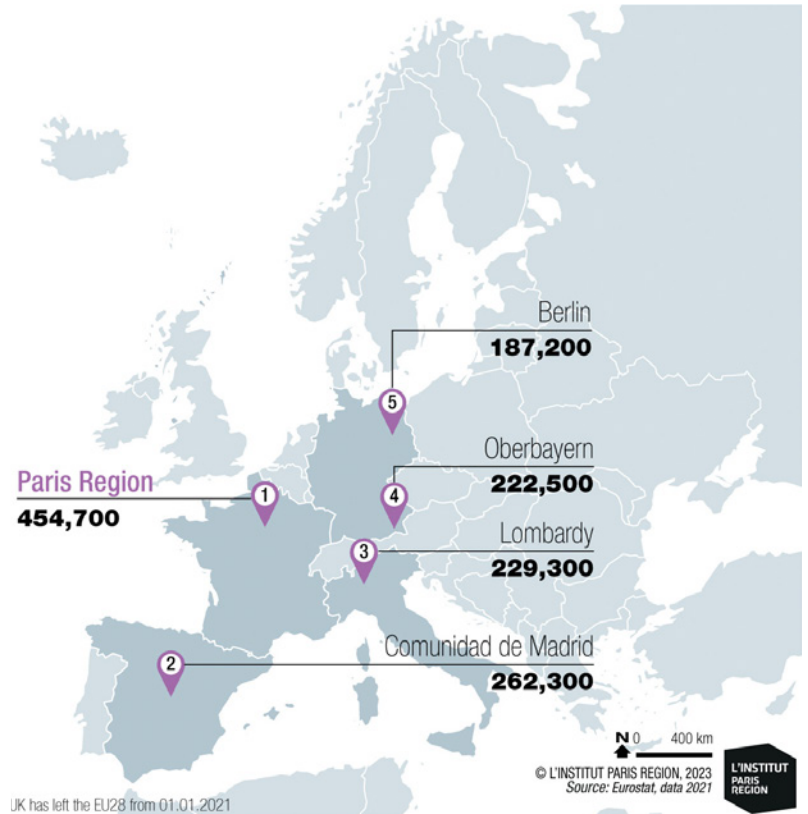 Berlin
187,200
5
Oberbayern
222,500
4
Paris Region
454,700
1
Lombardy
229,300
3
Comunidad de Madrid
262,300
2
N 0 400 km
© L'INSTITUT PARIS REGION, 2023
Source: Eurostat, data 2021
L'INSTITUT
PARIS
REGION
UK has left the EU28 from 01.01.2021